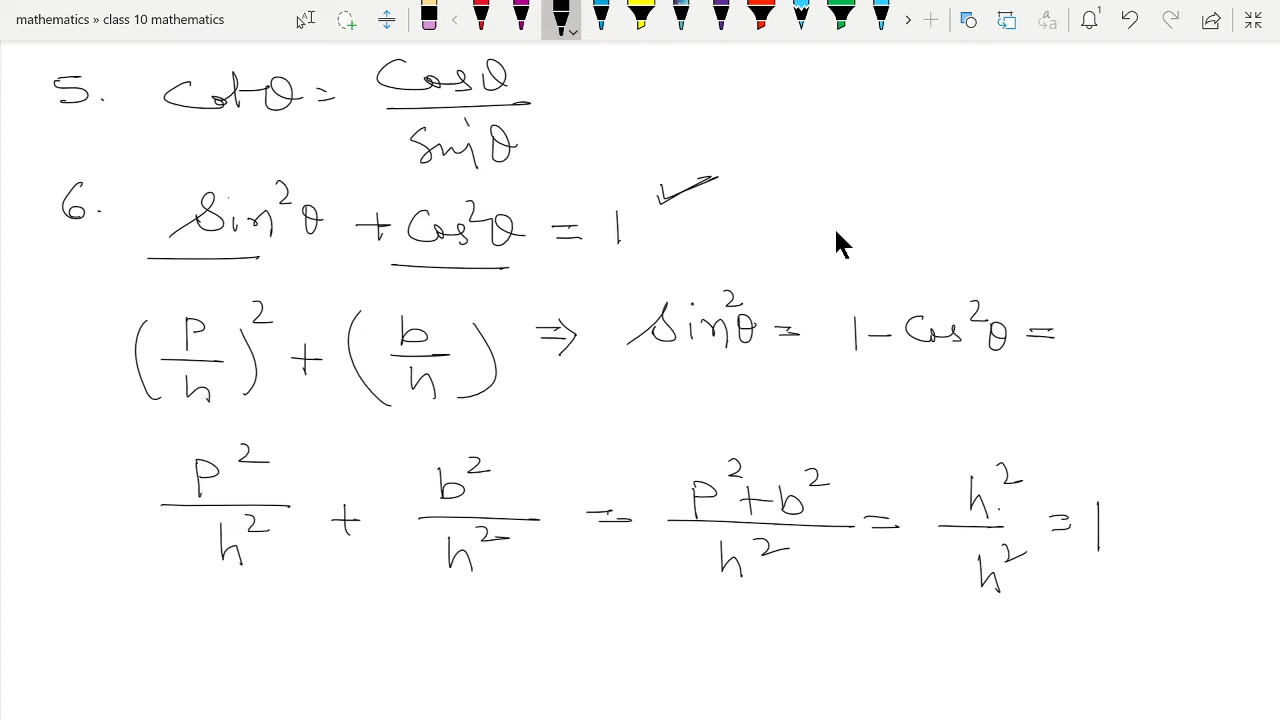 mathematics » class 10 mathematics
5. Cotθ = Cosθ / Sinθ
6. Sin²θ + Cos²θ = 1
(P/h)² + (b/h) ⇒ Sin²θ = 1 - Cos²θ =
P²/h² + b²/h² = P²+b²/h² = h²/h² = 1